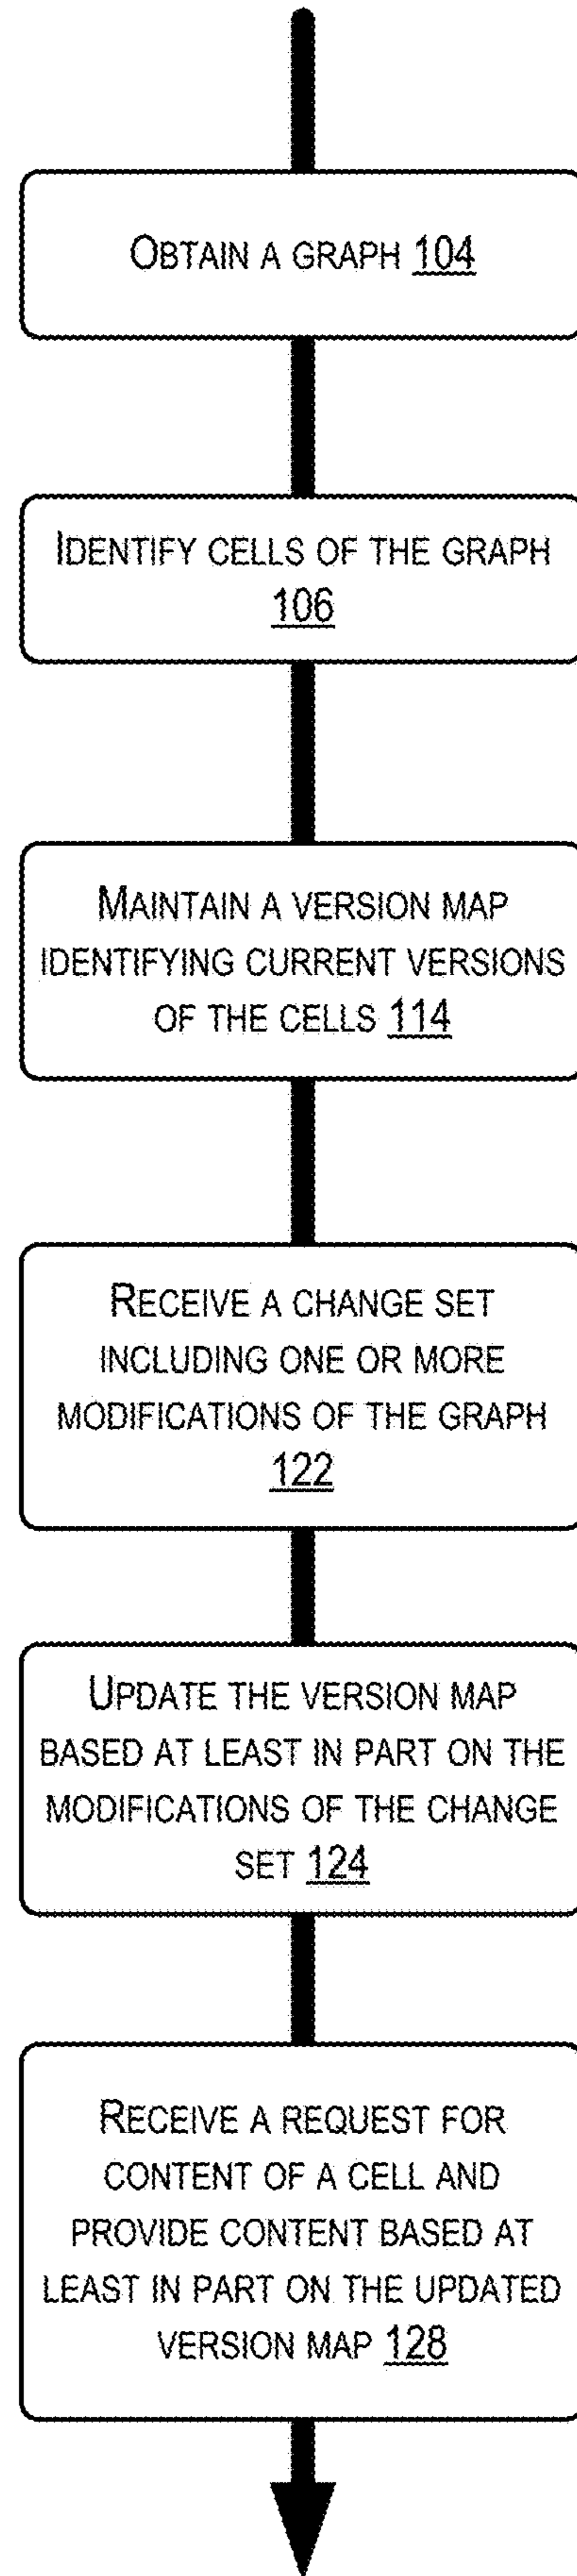 OBTAIN A GRAPH 104
IDENTIFY CELLS OF THE GRAPH
106
MAINTAIN A VERSION MAP
IDENTIFYING CURRENT VERSIONS
OF THE CELLS 114
RECEIVE A CHANGE SET
INCLUDING ONE OR MORE
MODIFICATIONS OF THE GRAPH
122
UPDATE THE VERSION MAP
BASED AT LEAST IN PART ON THE
MODIFICATIONS OF THE CHANGE
SET 124
RECEIVE A REQUEST FOR
CONTENT OF A CELL AND
PROVIDE CONTENT BASED AT
LEAST IN PART ON THE UPDATED
VERSION MAP 128